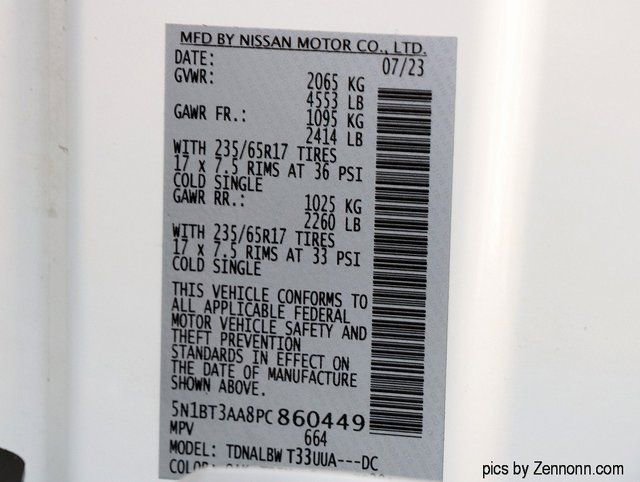 MFD BY NISSAN MOTOR CO., LTD.
DATE: 07/23
GVWR: 2065 KG
4553 LB
GAWR FR.: 1095 KG
2414 LB
WITH 235/65R17 TIRES
17 X 7.5 RIMS AT 36 PSI
COLD SINGLE
GAWR RR.: 1025 KG
2260 LB
WITH 235/65R17 TIRES
17 X 7.5 RIMS AT 33 PSI
COLD SINGLE
THIS VEHICLE CONFORMS TO
ALL APPLICABLE FEDERAL
MOTOR VEHICLE SAFETY AND
THEFT PREVENTION
STANDARDS IN EFFECT ON
THE DATE OF MANUFACTURE
SHOWN ABOVE.
5N1BT3AA8PC860449
MPV 664
MODEL: TDNALBW T33UUA---DC
COLOR:
pics by Zennonn.com